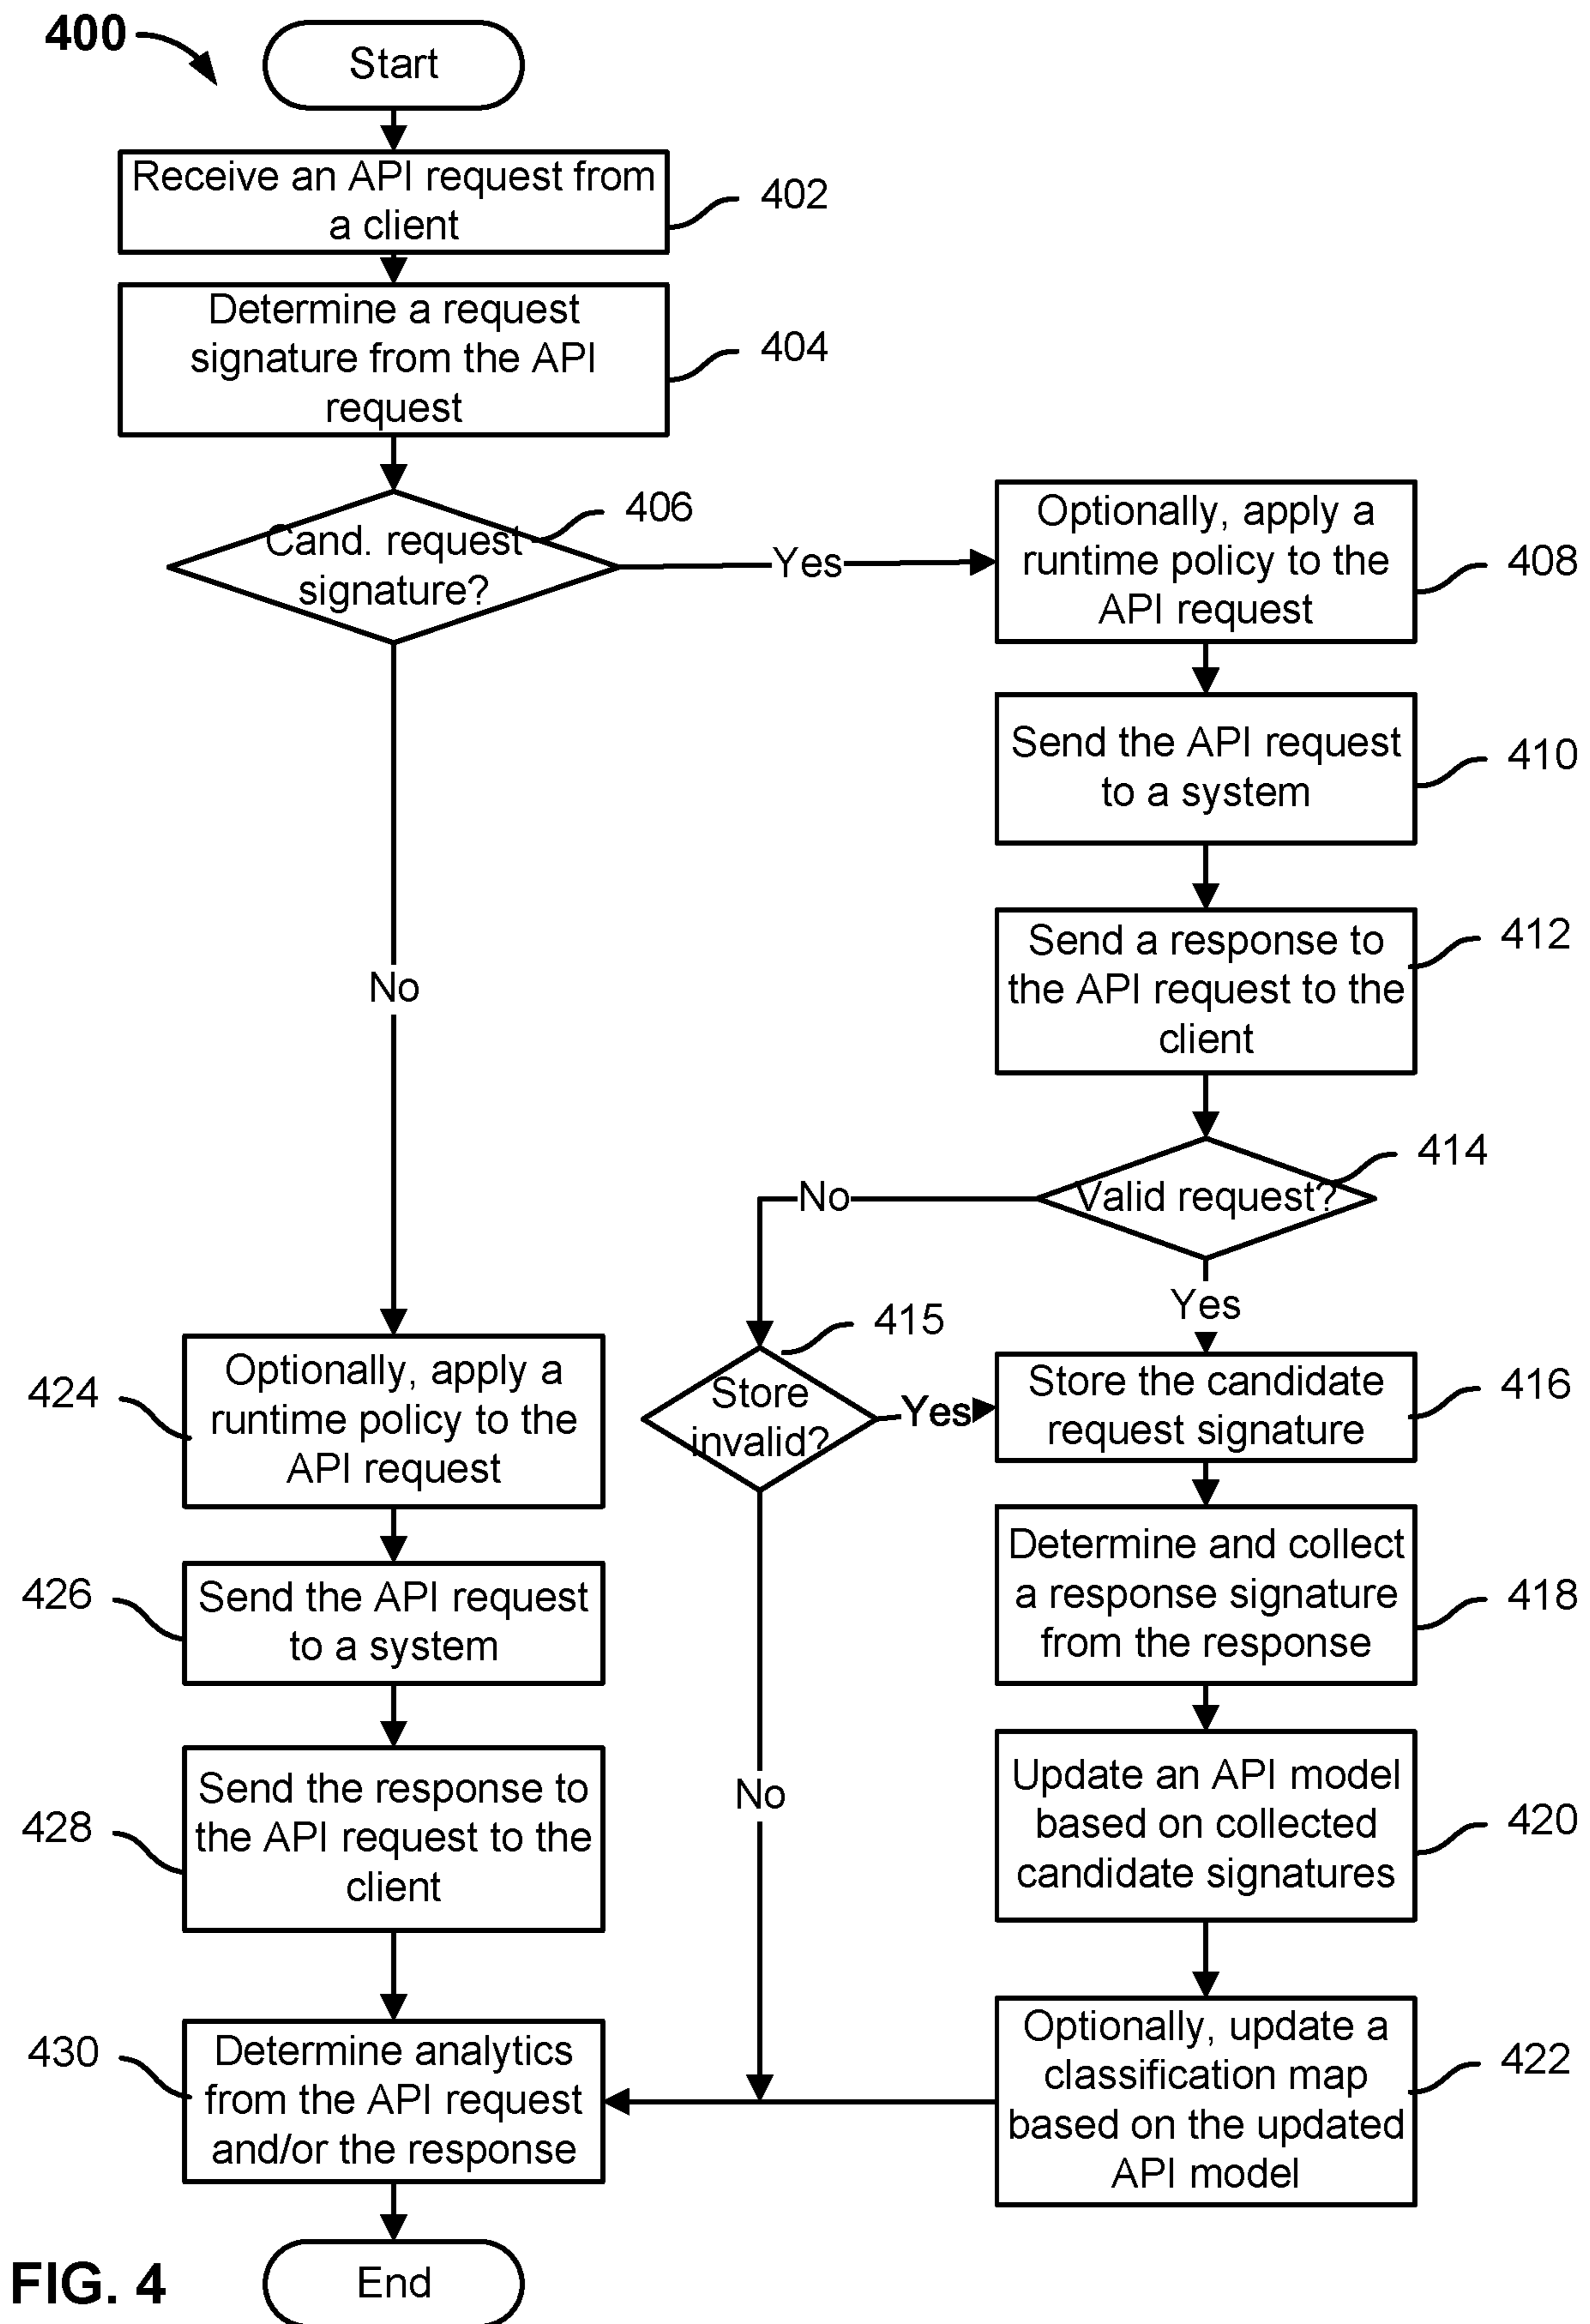 400
Start
Receive an API request from
a client
402
Determine a request
signature from the API
request
404
Cand. request
signature?
406
Yes
Optionally, apply a
runtime policy to the
API request
408
Send the API request
to a system
410
Send a response to
the API request to the
client
412
Valid request?
414
No
Yes
No
Store
invalid?
415
Yes
Store the candidate
request signature
416
Determine and collect
a response signature
from the response
418
Update an API model
based on collected
candidate signatures
420
Optionally, update a
classification map
based on the updated
API model
422
No
424
Optionally, apply a
runtime policy to the
API request
426
Send the API request
to a system
428
Send the response to
the API request to the
client
430
Determine analytics
from the API request
and/or the response
End
FIG. 4